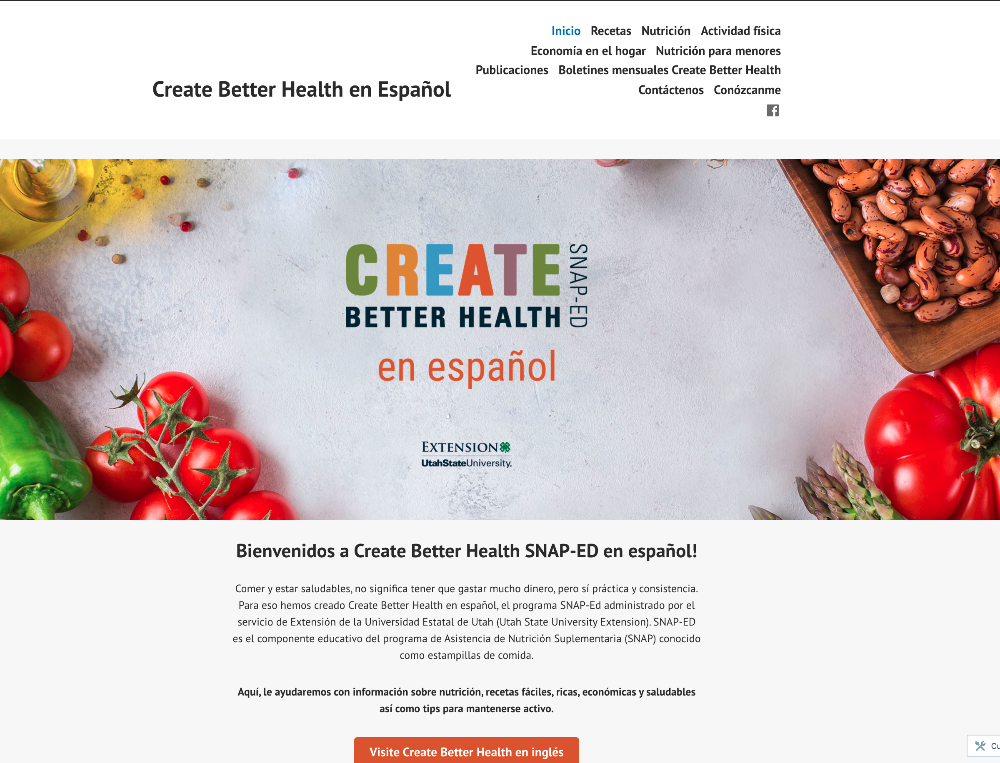 Inicio Recetas Nutrición Actividad física
Economía en el hogar Nutrición para menores
Publicaciones Boletines mensuales Create Better Health
Contáctenos Conózcanme
Create Better Health en Español
CREATE
BETTER HEALTH
SNAP-ED
en español
EXTENSION
UtahStateUniversity
Bienvenidos a Create Better Health SNAP-ED en español!
Comer y estar saludables, no significa tener que gastar mucho dinero, pero sí práctica y consistencia.
Para eso hemos creado Create Better Health en español, el programa SNAP-Ed administrado por el
servicio de Extensión de la Universidad Estatal de Utah (Utah State University Extension). SNAP-ED
es el componente educativo del programa de Asistencia de Nutrición Suplementaria (SNAP) conocido
como estampillas de comida.
Aquí, le ayudaremos con información sobre nutrición, recetas fáciles, ricas, económicas y saludables
así como tips para mantenerse activo.
Visite Create Better Health en inglés